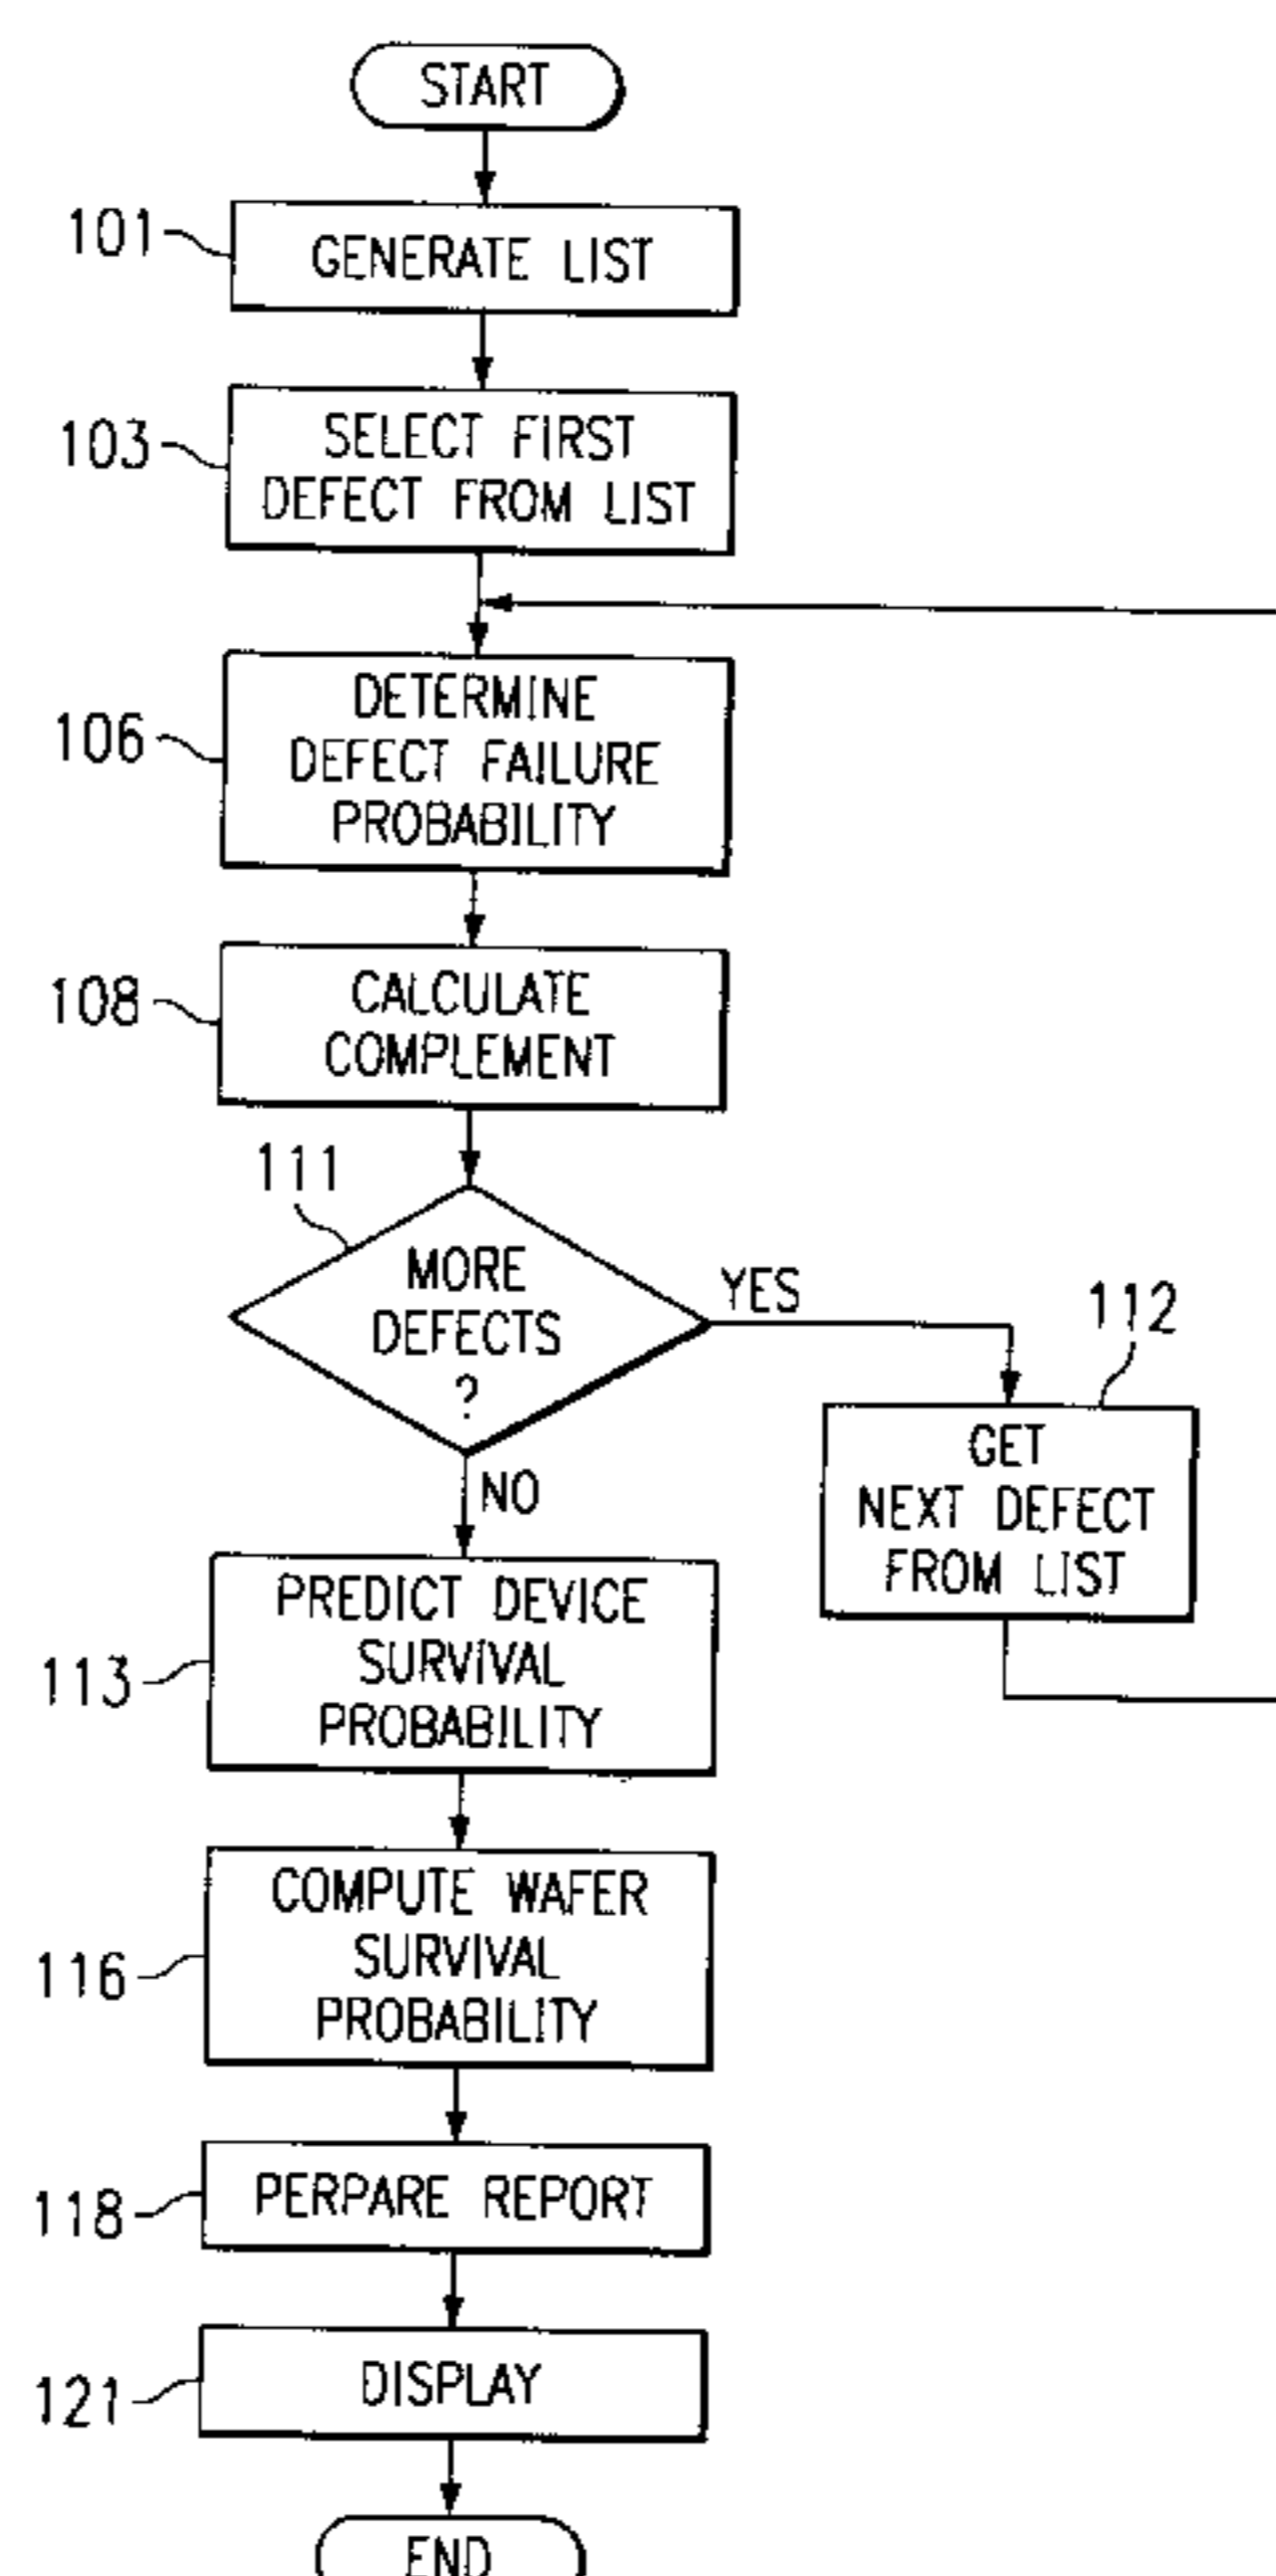 START
101
GENERATE LIST
103
SELECT FIRST
DEFECT FROM LIST
106
DETERMINE
DEFECT FAILURE
PROBABILITY
108
CALCULATE
COMPLEMENT
111
MORE
DEFECTS
?
YES
112
GET
NEXT DEFECT
FROM LIST
NO
113
PREDICT DEVICE
SURVIVAL
PROBABILITY
116
COMPUTE WAFER
SURVIVAL
PROBABILITY
118
PERPARE REPORT
121
DISPLAY
END